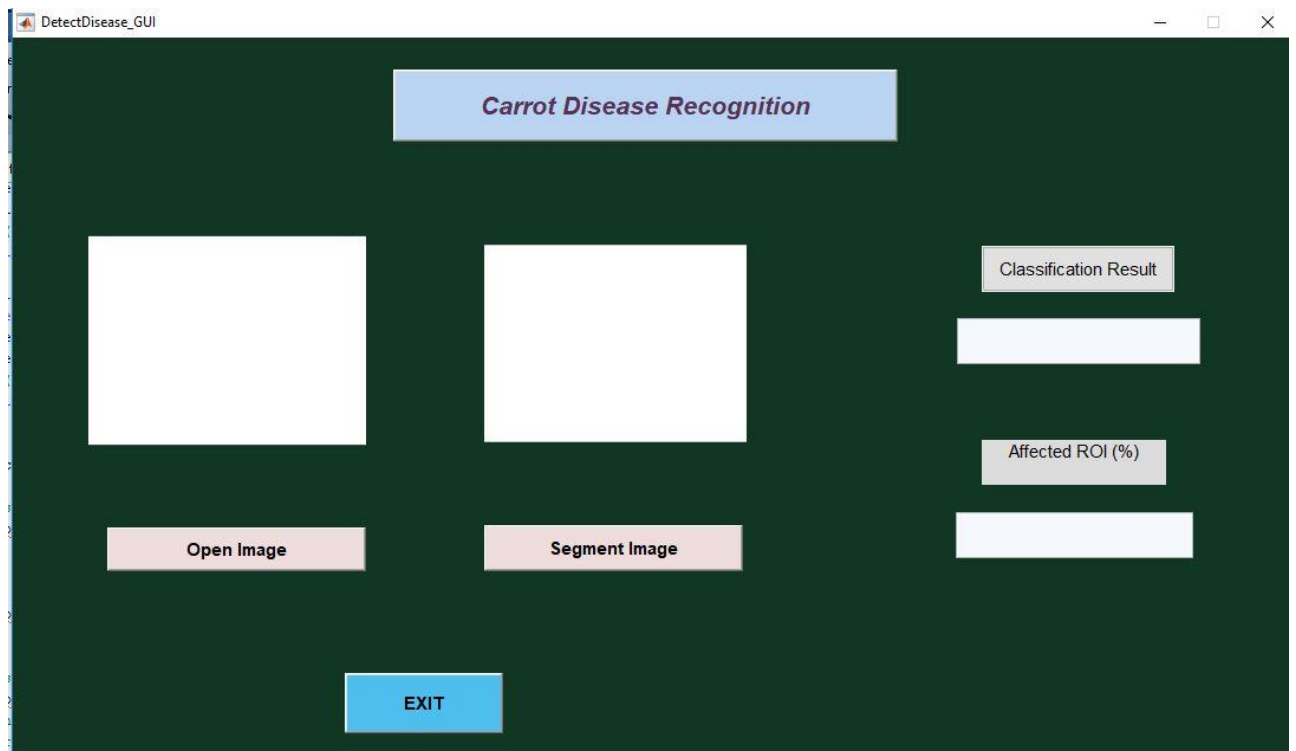 DetectDisease_GUI
Carrot Disease Recognition
Classification Result
Affected ROI (%)
Open Image
Segment Image
EXIT